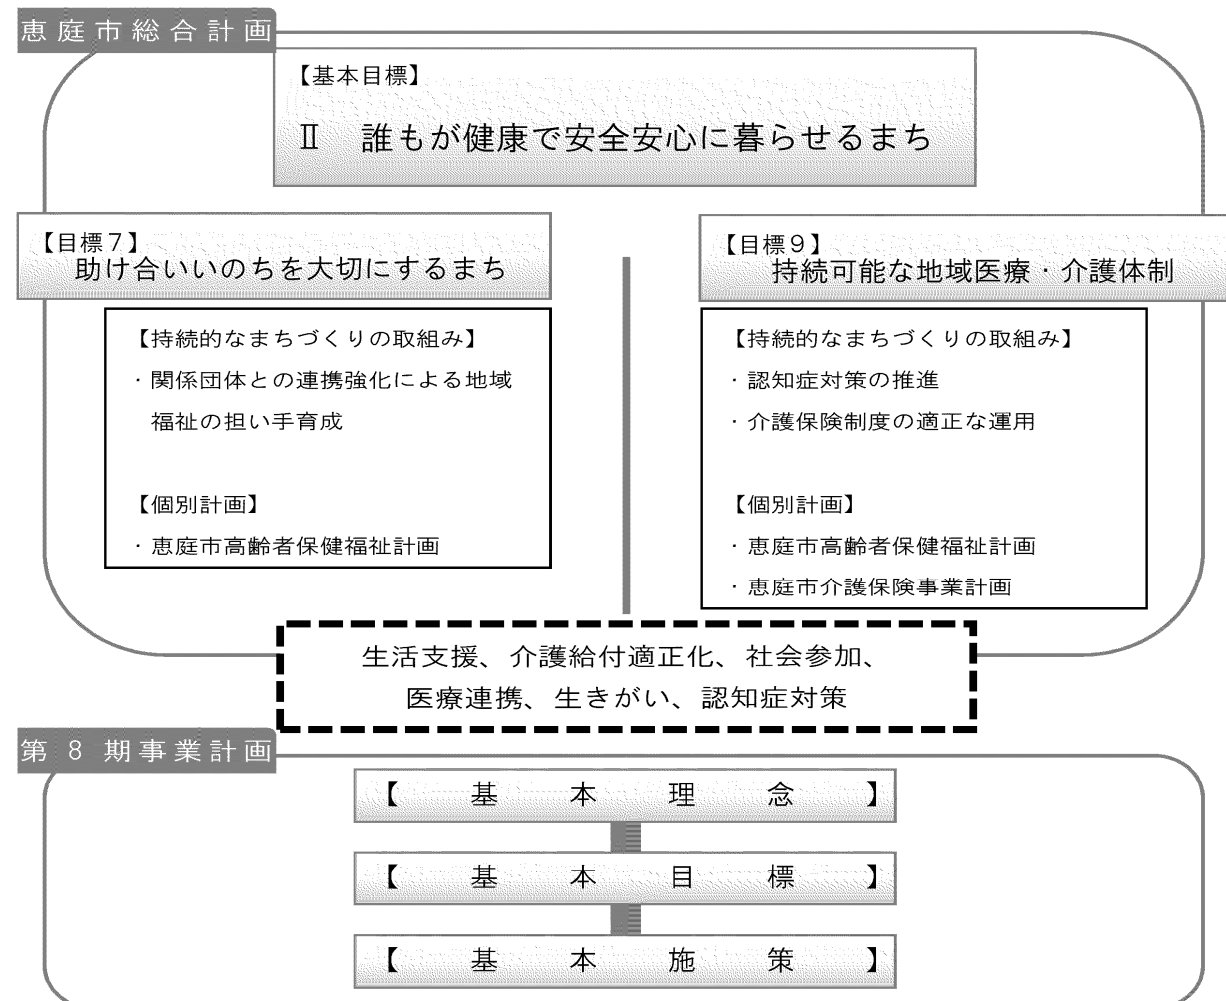 恵庭市総合計画
【基本目標】
Ⅱ　誰もが健康で安全安心に暮らせるまち
【目標７】
助け合いいのちを大切にするまち
【持続的なまちづくりの取組み】
・関係団体との連携強化による地域
福祉の担い手育成
【個別計画】
・恵庭市高齢者保健福祉計画
【目標９】
持続可能な地域医療・介護体制
【持続的なまちづくりの取組み】
・認知症対策の推進
・介護保険制度の適正な運用
【個別計画】
・恵庭市高齢者保健福祉計画
・恵庭市介護保険事業計画
生活支援、介護給付適正化、社会参加、
医療連携、生きがい、認知症対策
第８期事業計画
【基本理念】
【基本目標】
【基本施策】